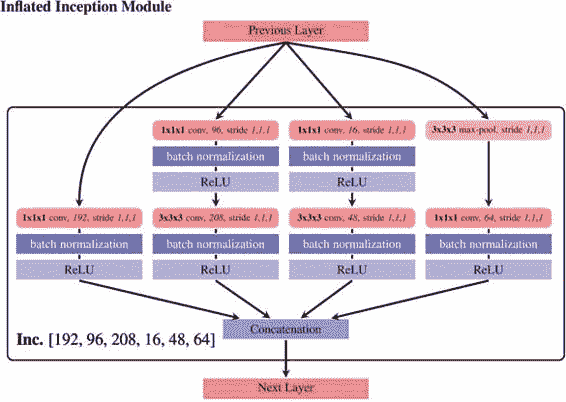 Inflated Inception Module
Previous Layer
1x1x1 conv, 96, stride 1,1,1
1x1x1 conv, 16, stride 1,1,1
3x3x3 max-pool, stride 1,1,1
batch normalization
batch normalization
ReLU
ReLU
1x1x1 conv, 192, stride 1,1,1
3x3x3 conv, 208, stride 1,1,1
3x3x3 conv, 48, stride 1,1,1
1x1x1 conv, 64, stride 1,1,1
batch normalization
batch normalization
batch normalization
batch normalization
ReLU
ReLU
ReLU
ReLU
Concatenation
Inc. [192, 96, 208, 16, 48, 64]
Next Layer